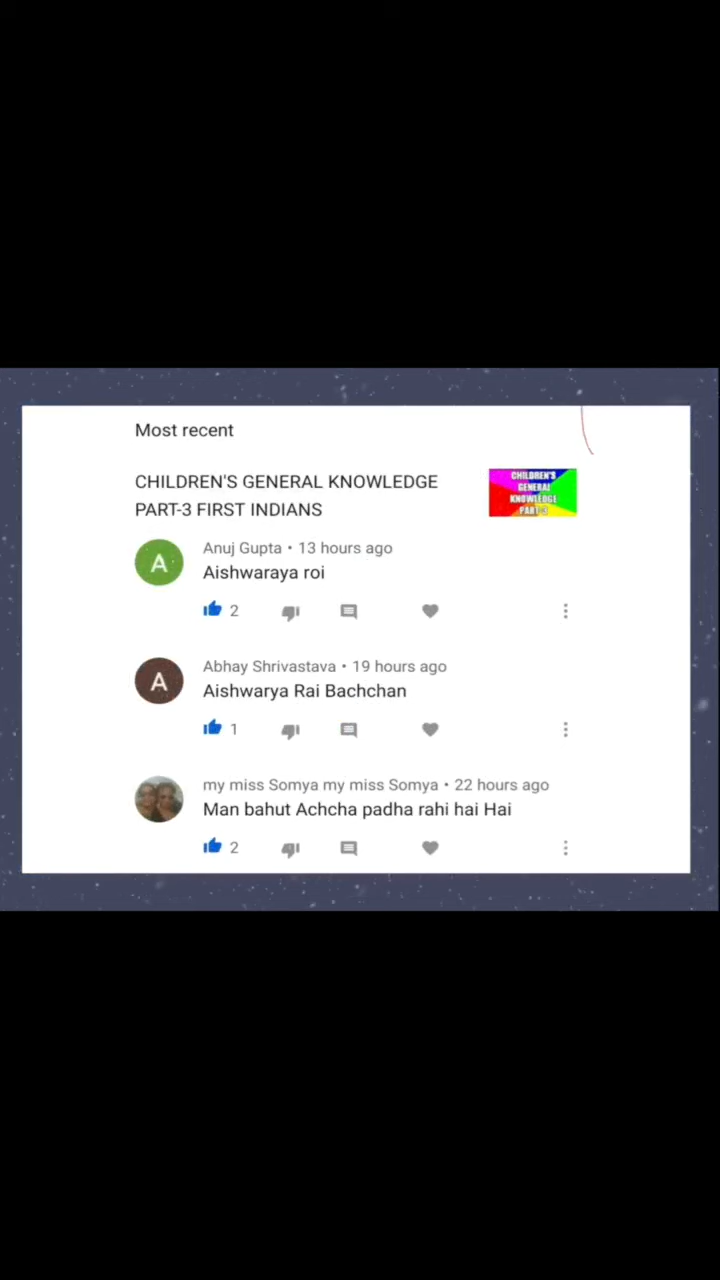 Most recent
CHILDREN'S GENERAL KNOWLEDGE
PART-3 FIRST INDIANS
CHILDREN'S
GENERAL
KNOWLEDGE
PART-3
A
Anuj Gupta • 13 hours ago
Aishwaraya roi
2
A
Abhay Shrivastava • 19 hours ago
Aishwarya Rai Bachchan
1
my miss Somya my miss Somya • 22 hours ago
Man bahut Achcha padha rahi hai Hai
2